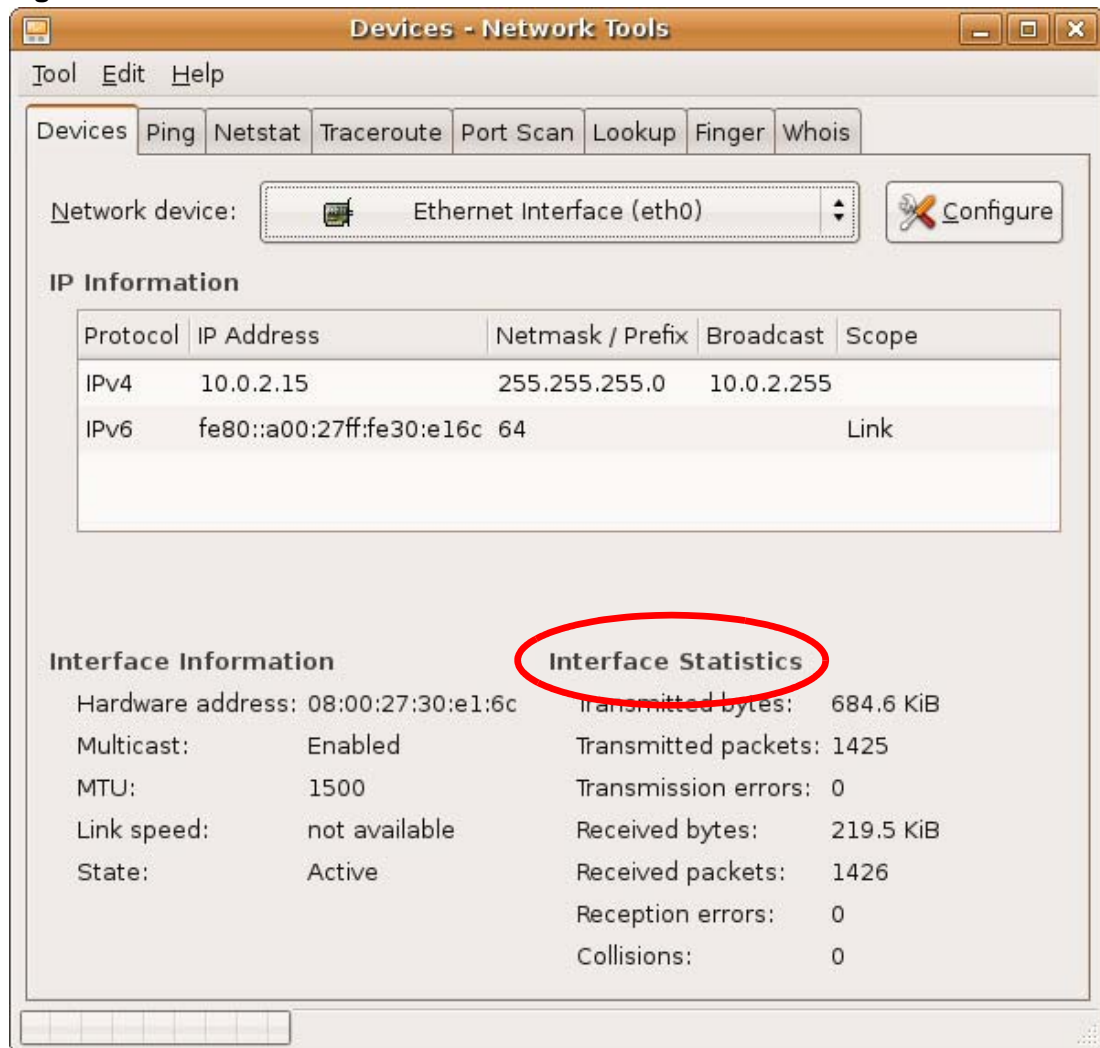 Devices - Network Tools
Tool Edit Help
Devices Ping Netstat Traceroute Port Scan Lookup Finger Whois
Network device: Ethernet Interface (eth0) Configure
IP Information
Protocol IP Address Netmask / Prefix Broadcast Scope
IPv4 10.0.2.15 255.255.255.0 10.0.2.255
IPv6 fe80::a00:27ff:fe30:e16c 64 Link
Interface Information
Hardware address: 08:00:27:30:e1:6c
Multicast: Enabled
MTU: 1500
Link speed: not available
State: Active
Interface Statistics
Transmitted bytes: 684.6 KiB
Transmitted packets: 1425
Transmission errors: 0
Received bytes: 219.5 KiB
Received packets: 1426
Reception errors: 0
Collisions: 0